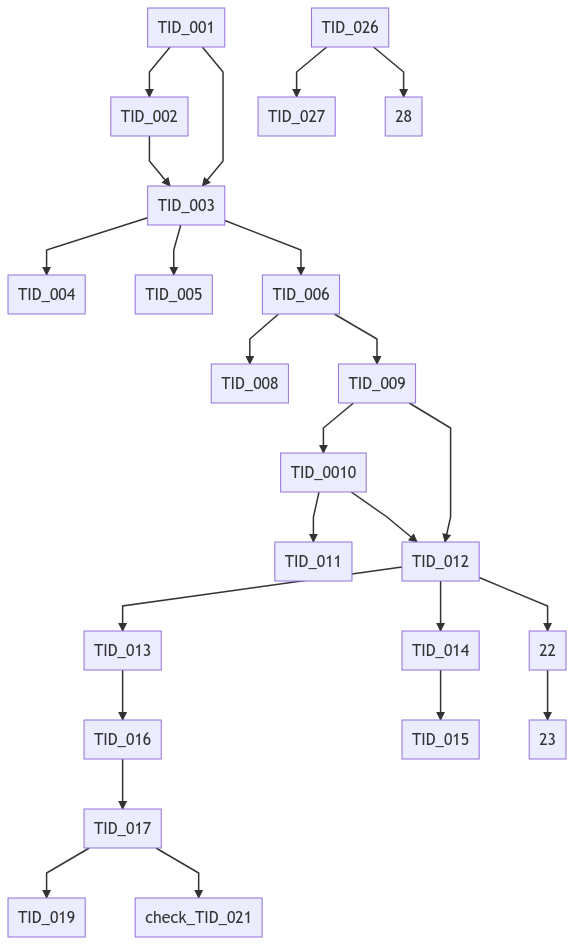 TID_001
TID_026
TID_002
TID_027
28
TID_003
TID_004
TID_005
TID_006
TID_008
TID_009
TID_0010
TID_011
TID_012
TID_013
TID_014
22
TID_016
TID_015
23
TID_017
TID_019
check_TID_021